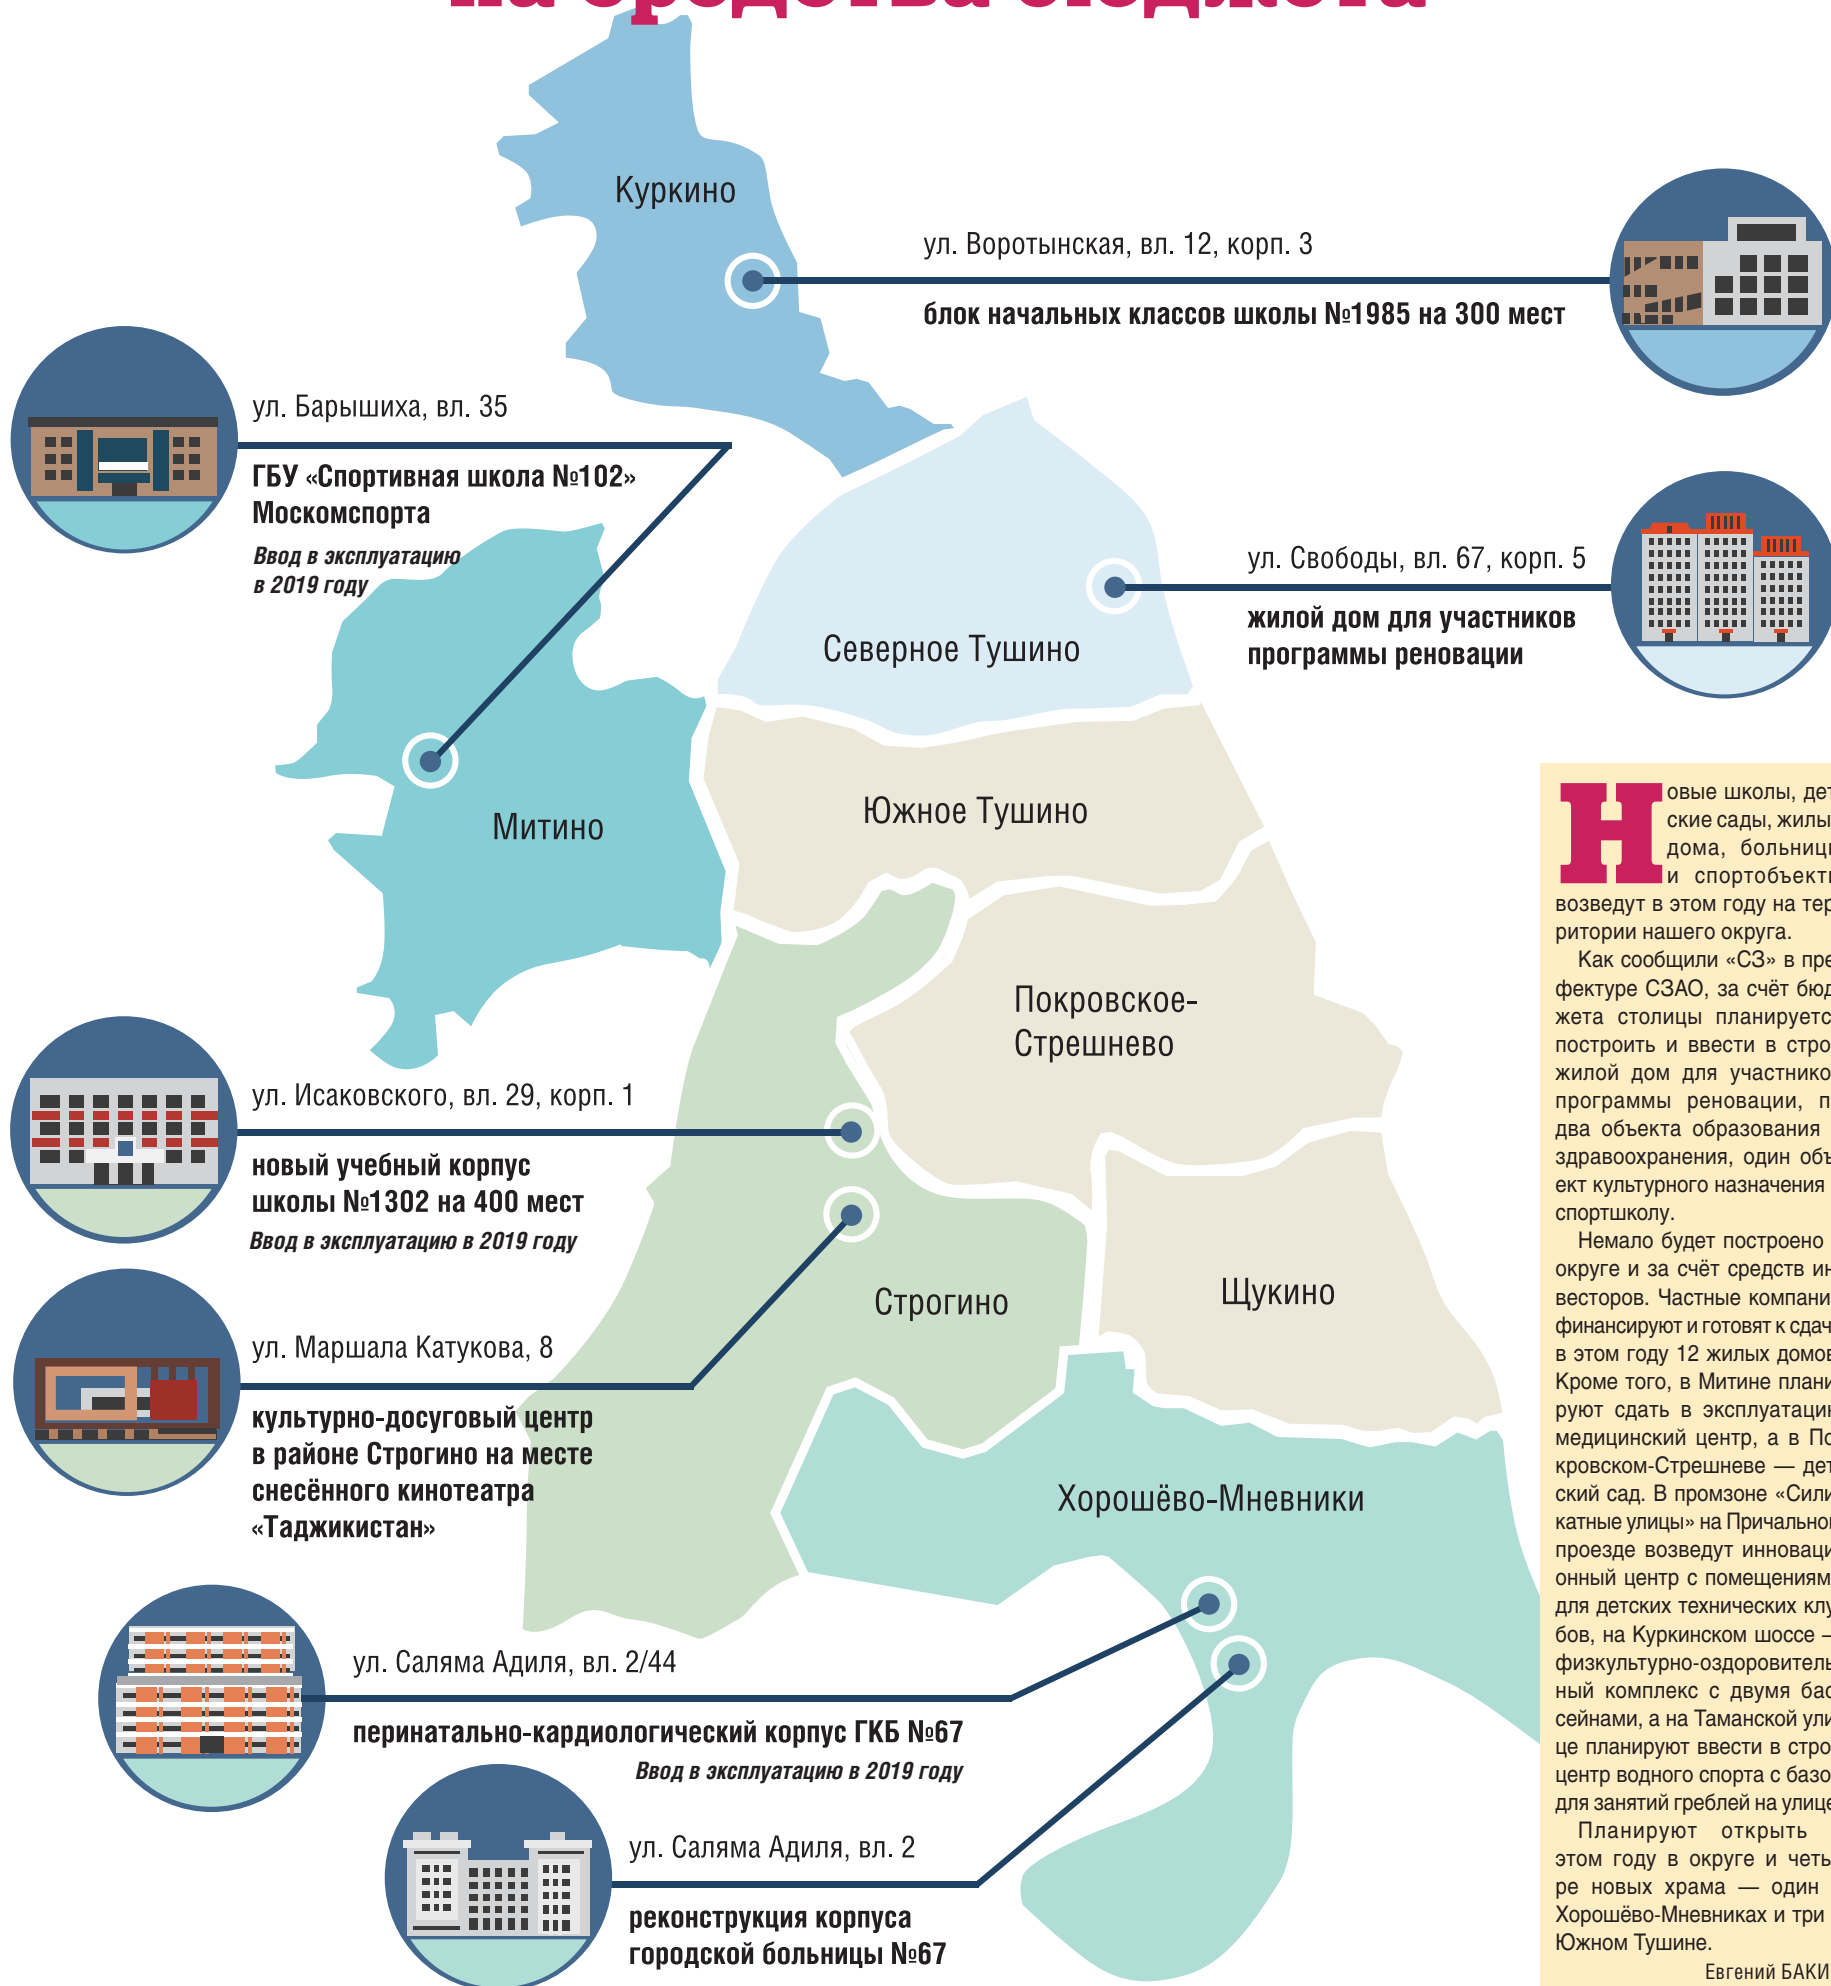 на средства бюджета
Куркино
ул. Воротынская, вл. 12, корп. 3
блок начальных классов школы №1985 на 300 мест
ул. Барышиха, вл. 35
ГБУ «Спортивная школа №102»
Москомспорта
Ввод в эксплуатацию
в 2019 году
ул. Свободы, вл. 67, корп. 5
жилой дом для участников
программы реновации
Северное Тушино
Южное Тушино
Митино
Покровское-
Стрешнево
ул. Исаковского, вл. 29, корп. 1
новый учебный корпус
школы №1302 на 400 мест
Ввод в эксплуатацию в 2019 году
Строгино
Щукино
ул. Маршала Катукова, 8
культурно-досуговый центр
в районе Строгино на месте
снесённого кинотеатра
«Таджикистан»
Хорошёво-Мневники
ул. Саляма Адиля, вл. 2/44
перинатально-кардиологический корпус ГКБ №67
Ввод в эксплуатацию в 2019 году
ул. Саляма Адиля, вл. 2
реконструкция корпуса
городской больницы №67
Новые школы, дет
ские сады, жилы
дома, больниц
и спортобъект
возведут в этом году на тер
ритории нашего округа.
Как сообщили «СЗ» в пре
фектуре СЗАО, за счёт бюд
жета столицы планируетс
построить и ввести в стро
жилой дом для участнико
программы реновации, п
два объекта образования
здравоохранения, один объ
ект культурного назначения
спортшколу.
Немало будет построено
округе и за счёт средств ин
весторов. Частные компани
финансируют и готовят к сдач
в этом году 12 жилых домов
Кроме того, в Митине плани
руют сдать в эксплуатаци
медицинский центр, а в По
кровском-Стрешневе — дет
ский сад. В промзоне «Сили
катные улицы» на Причально
проезде возведут инноваци
онный центр с помещениям
для детских технических клу
бов, на Куркинском шоссе —
физкультурно-оздоровитель
ный комплекс с двумя бас
сейнами, а на Таманской ули
це планируют ввести в стро
центр водного спорта с базо
для занятий греблей на улице
Планируют открыть
этом году в округе и четы
ре новых храма — один
Хорошёво-Мневниках и три
Южном Тушине.
Евгений БАКИ